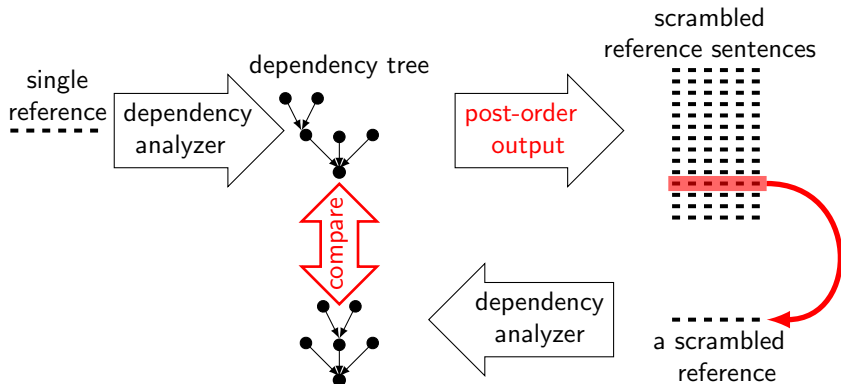 single
reference
dependency
analyzer
dependency tree
post-order
output
scrambled
reference sentences
compare
dependency
analyzer
a scrambled
reference